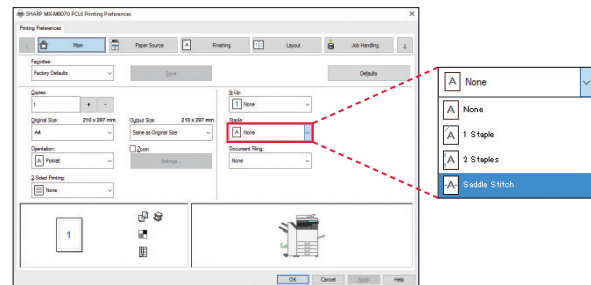 SHARP MX-M6070 PCL6 Printing Preferences
Printing Preferences
Main Paper Source Finishing Layout Job Handling
Favorites:
Factory Defaults Save Defaults
Copies: N-Up:
1 + - 1 None
Original Size: 210 x 297 mm. Output Size: 210 x 297 mm. Staple:
A4 Same as Original Size A None
Orientation: Zoom Document Filing:
A Portrait Settings... None
2-Sided Printing:
None
1
OK Cancel Apply Help
A None
A None
A 1 Staple
A 2 Staples
A Saddle Stitch